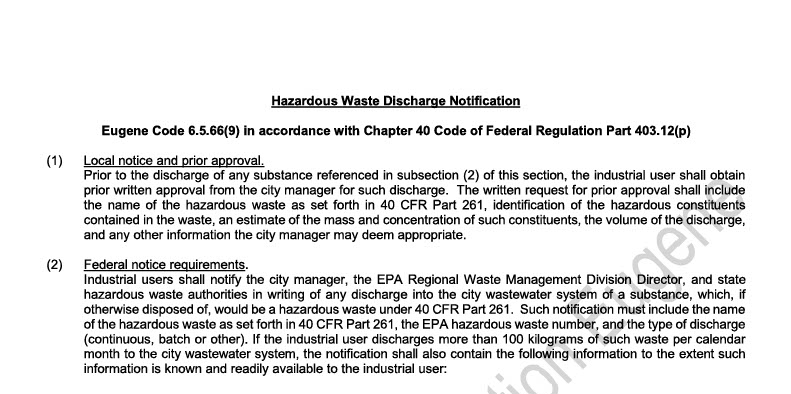 Hazardous Waste Discharge Notification
Eugene Code 6.5.66(9) in accordance with Chapter 40 Code of Federal Regulation Part 403.12(p)
(1) Local notice and prior approval.
Prior to the discharge of any substance referenced in subsection (2) of this section, the industrial user shall obtain
prior written approval from the city manager for such discharge. The written request for prior approval shall include
the name of the hazardous waste as set forth in 40 CFR Part 261, identification of the hazardous constituents
contained in the waste, an estimate of the mass and concentration of such constituents, the volume of the discharge,
and any other information the city manager may deem appropriate.
(2) Federal notice requirements.
Industrial users shall notify the city manager, the EPA Regional Waste Management Division Director, and state
hazardous waste authorities in writing of any discharge into the city wastewater system of a substance, which, if
otherwise disposed of, would be a hazardous waste under 40 CFR Part 261. Such notification must include the name
of the hazardous waste as set forth in 40 CFR Part 261, the EPA hazardous waste number, and the type of discharge
(continuous, batch or other). If the industrial user discharges more than 100 kilograms of such waste per calendar
month to the city wastewater system, the notification shall also contain the following information to the extent such
information is known and readily available to the industrial user:
Eugene